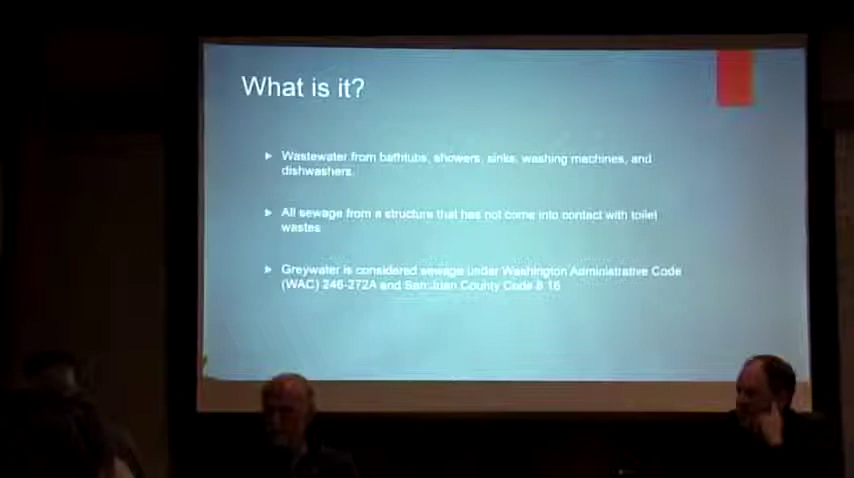 What is it?
Wastewater from bathtubs, showers, sinks, washing machines, and
dishwashers.
All sewage from a structure that has not come into contact with toilet
wastes
Greywater is considered sewage under Washington Administrative Code
(WAC) 246-272A and San Juan County Code 8.16